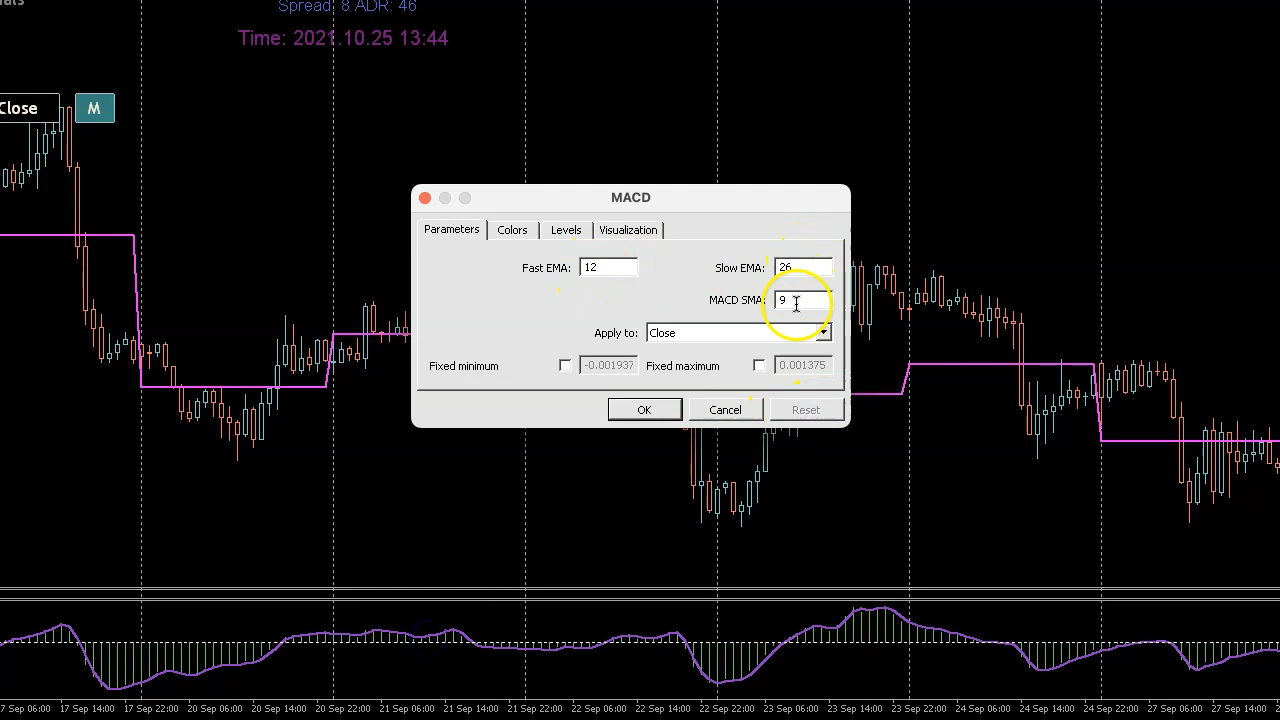 Spread: 8 ADR: 46
Time: 2021.10.25 13:44
Close M
MACD
Parameters Colors Levels Visualization
Fast EMA: 12 Slow EMA: 26
MACD SMA: 9
Apply to: Close
Fixed minimum -0.001937 Fixed maximum 0.001375
OK Cancel Reset
7 Sep 06:00 17 Sep 14:00 17 Sep 22:00 20 Sep 06:00 20 Sep 14:00 20 Sep 22:00 21 Sep 06:00 21 Sep 14:00 21 Sep 22:00 22 Sep 06:00 22 Sep 14:00 22 Sep 22:00 23 Sep 06:00 23 Sep 14:00 23 Sep 22:00 24 Sep 06:00 24 Sep 14:00 24 Sep 22:00 27 Sep 06:00 27 Sep 14:00